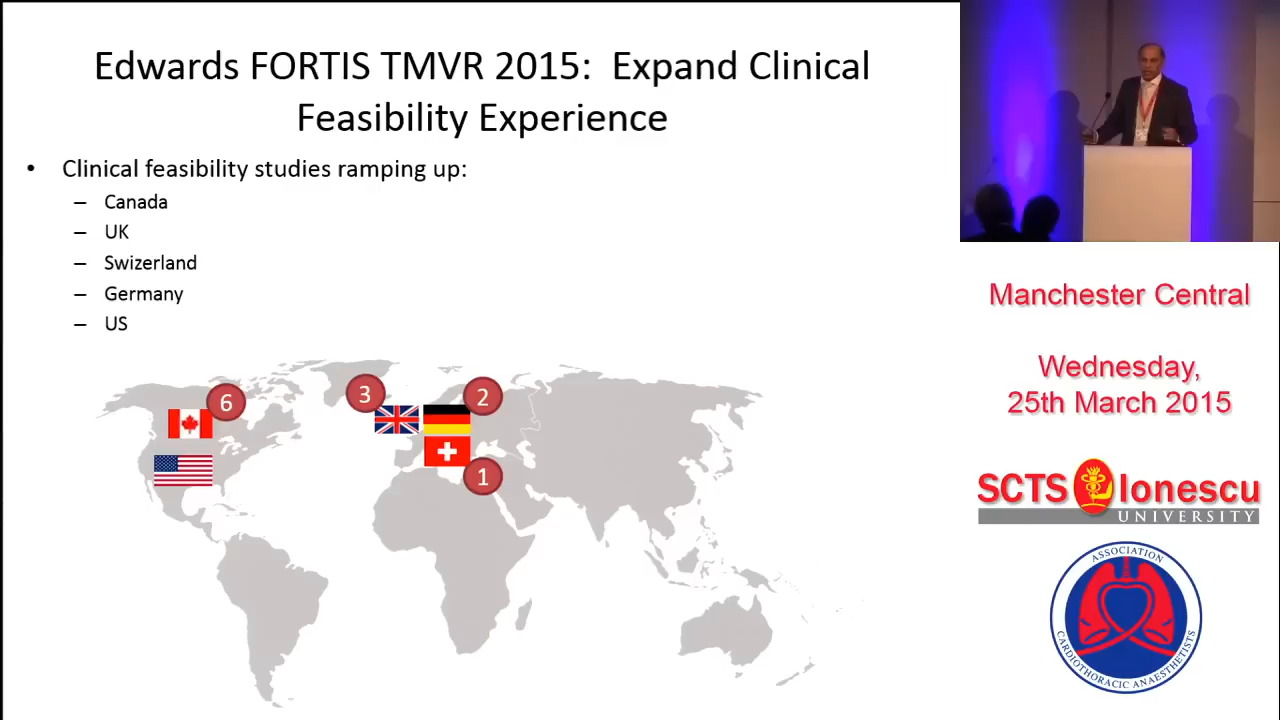 Edwards FORTIS TMVR 2015: Expand Clinical
Feasibility Experience
• Clinical feasibility studies ramping up:
– Canada
– UK
– Swizerland
– Germany
– US
6
3
2
1
Manchester Central
Wednesday,
25th March 2015
SCTS Ionescu
UNIVERSITY
ASSOCIATION
CARDIOTHORACIC ANAESTHETISTS